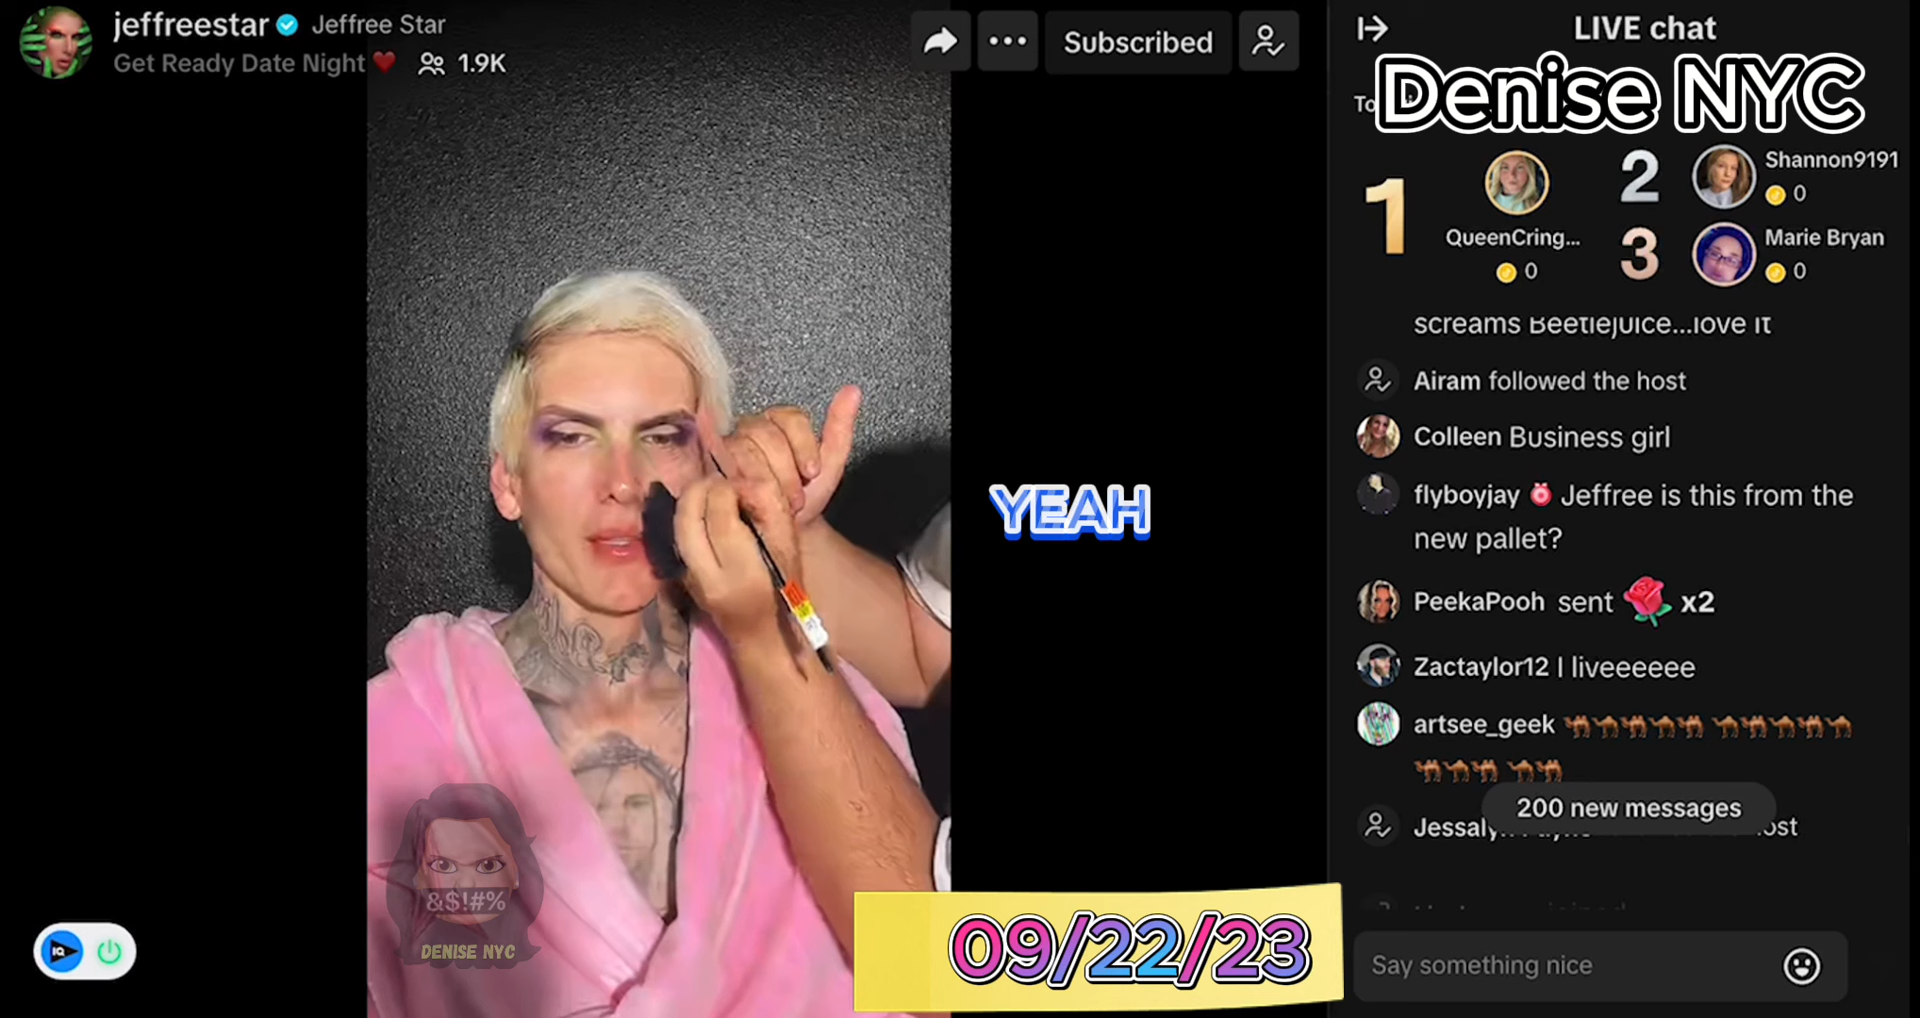 jeffreestar Jeffree Star
Get Ready Date Night 1.9K
Subscribed
LIVE chat
Denise NYC
1
QueenCring...
0
2
Shannon9191
0
3
Marie Bryan
0
screams Beetlejuice...love it
Airam followed the host
Colleen Business girl
flyboyjay Jeffree is this from the
new pallet?
PeekaPooh sent x2
Zactaylor12 I liveeeeee
artsee_geek
200 new messages
Say something nice
YEAH
&$!#%
DENISE NYC
IQ
09/22/23